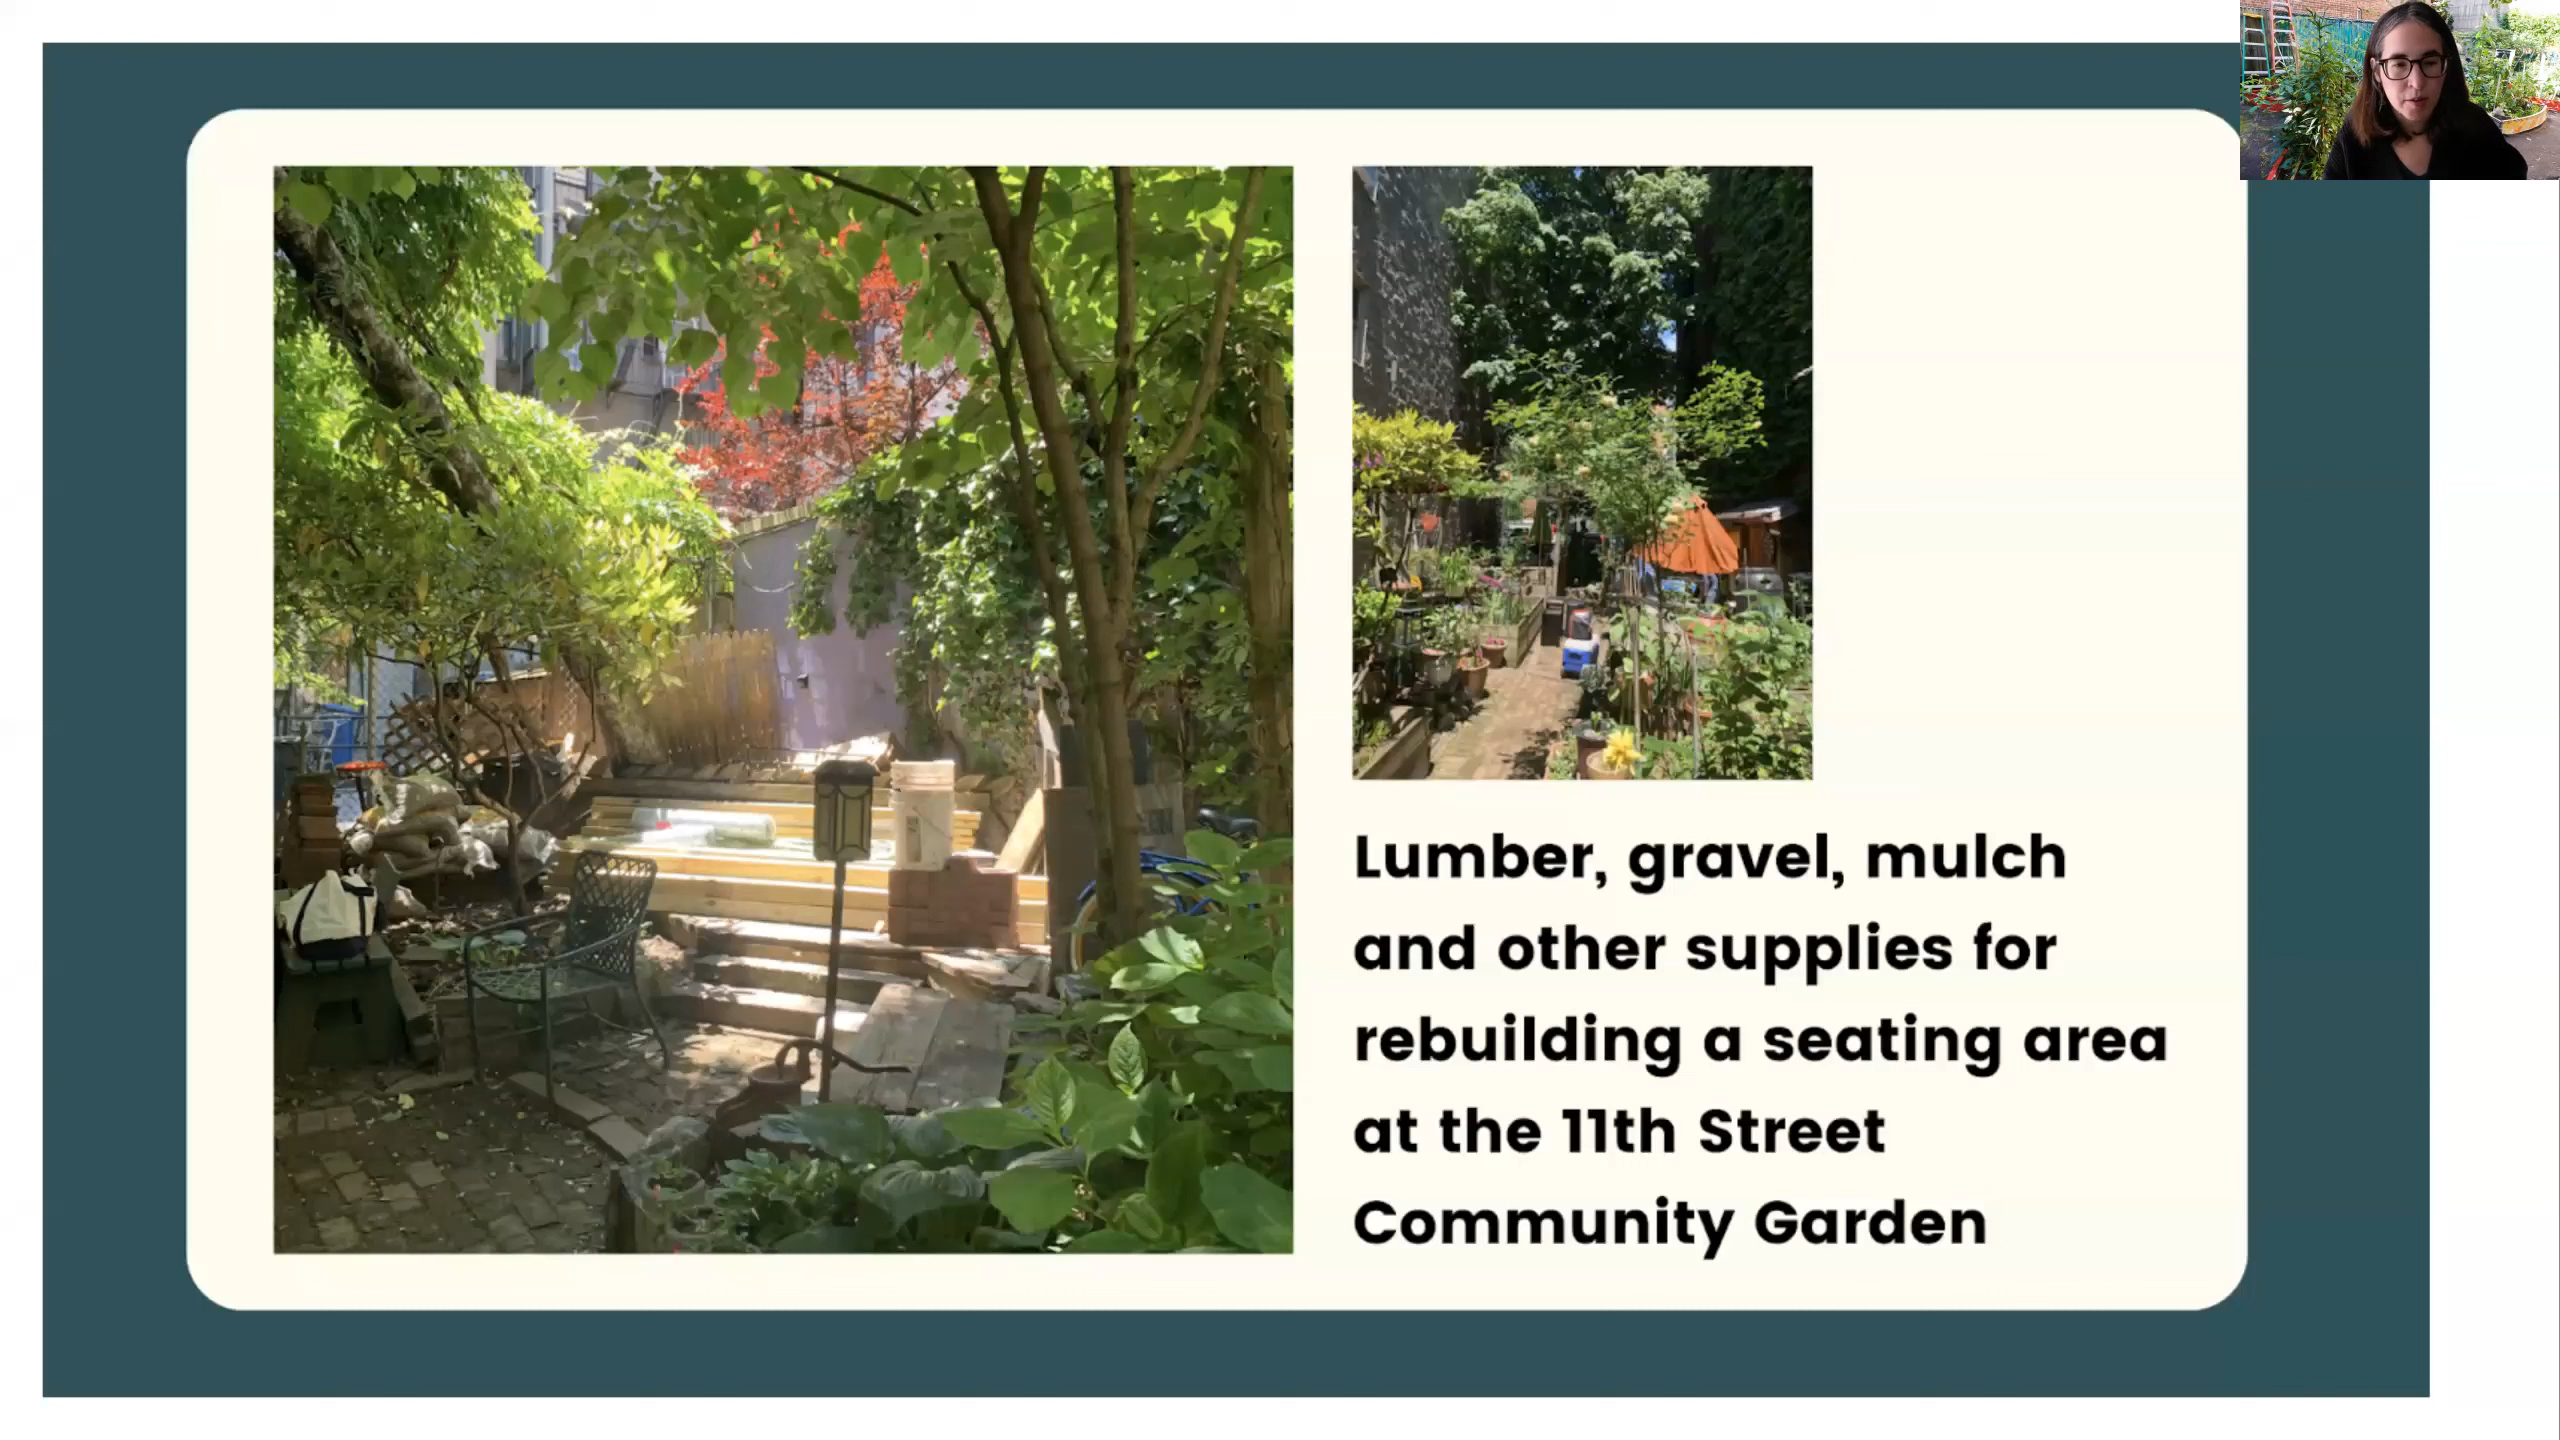 Lumber, gravel, mulch
and other supplies for
rebuilding a seating area
at the 11th Street
Community Garden